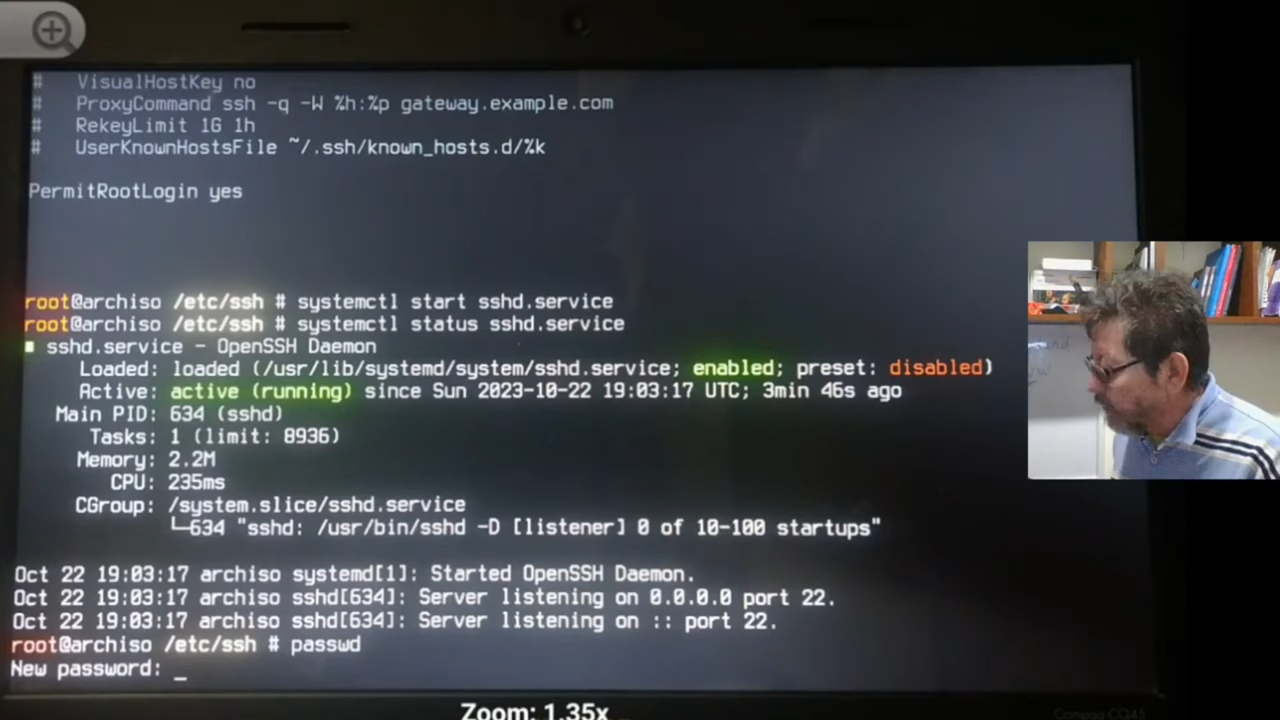 #   VisualHostKey no
#   ProxyCommand ssh -q -W %h:%p gateway.example.com
#   RekeyLimit 1G 1h
#   UserKnownHostsFile ~/.ssh/known_hosts.d/%k
PermitRootLogin yes
root@archiso /etc/ssh # systemctl start sshd.service
root@archiso /etc/ssh # systemctl status sshd.service
sshd.service - OpenSSH Daemon
Loaded: loaded (/usr/lib/systemd/system/sshd.service; enabled; preset: disabled)
Active: active (running) since Sun 2023-10-22 19:03:17 UTC; 3min 46s ago
Main PID: 634 (sshd)
Tasks: 1 (limit: 8936)
Memory: 2.2M
CPU: 235ms
CGroup: /system.slice/sshd.service
└─634 "sshd: /usr/bin/sshd -D [listener] 0 of 10-100 startups"
Oct 22 19:03:17 archiso systemd[1]: Started OpenSSH Daemon.
Oct 22 19:03:17 archiso sshd[634]: Server listening on 0.0.0.0 port 22.
Oct 22 19:03:17 archiso sshd[634]: Server listening on :: port 22.
root@archiso /etc/ssh # passwd
New password: _
Zoom: 1.35x